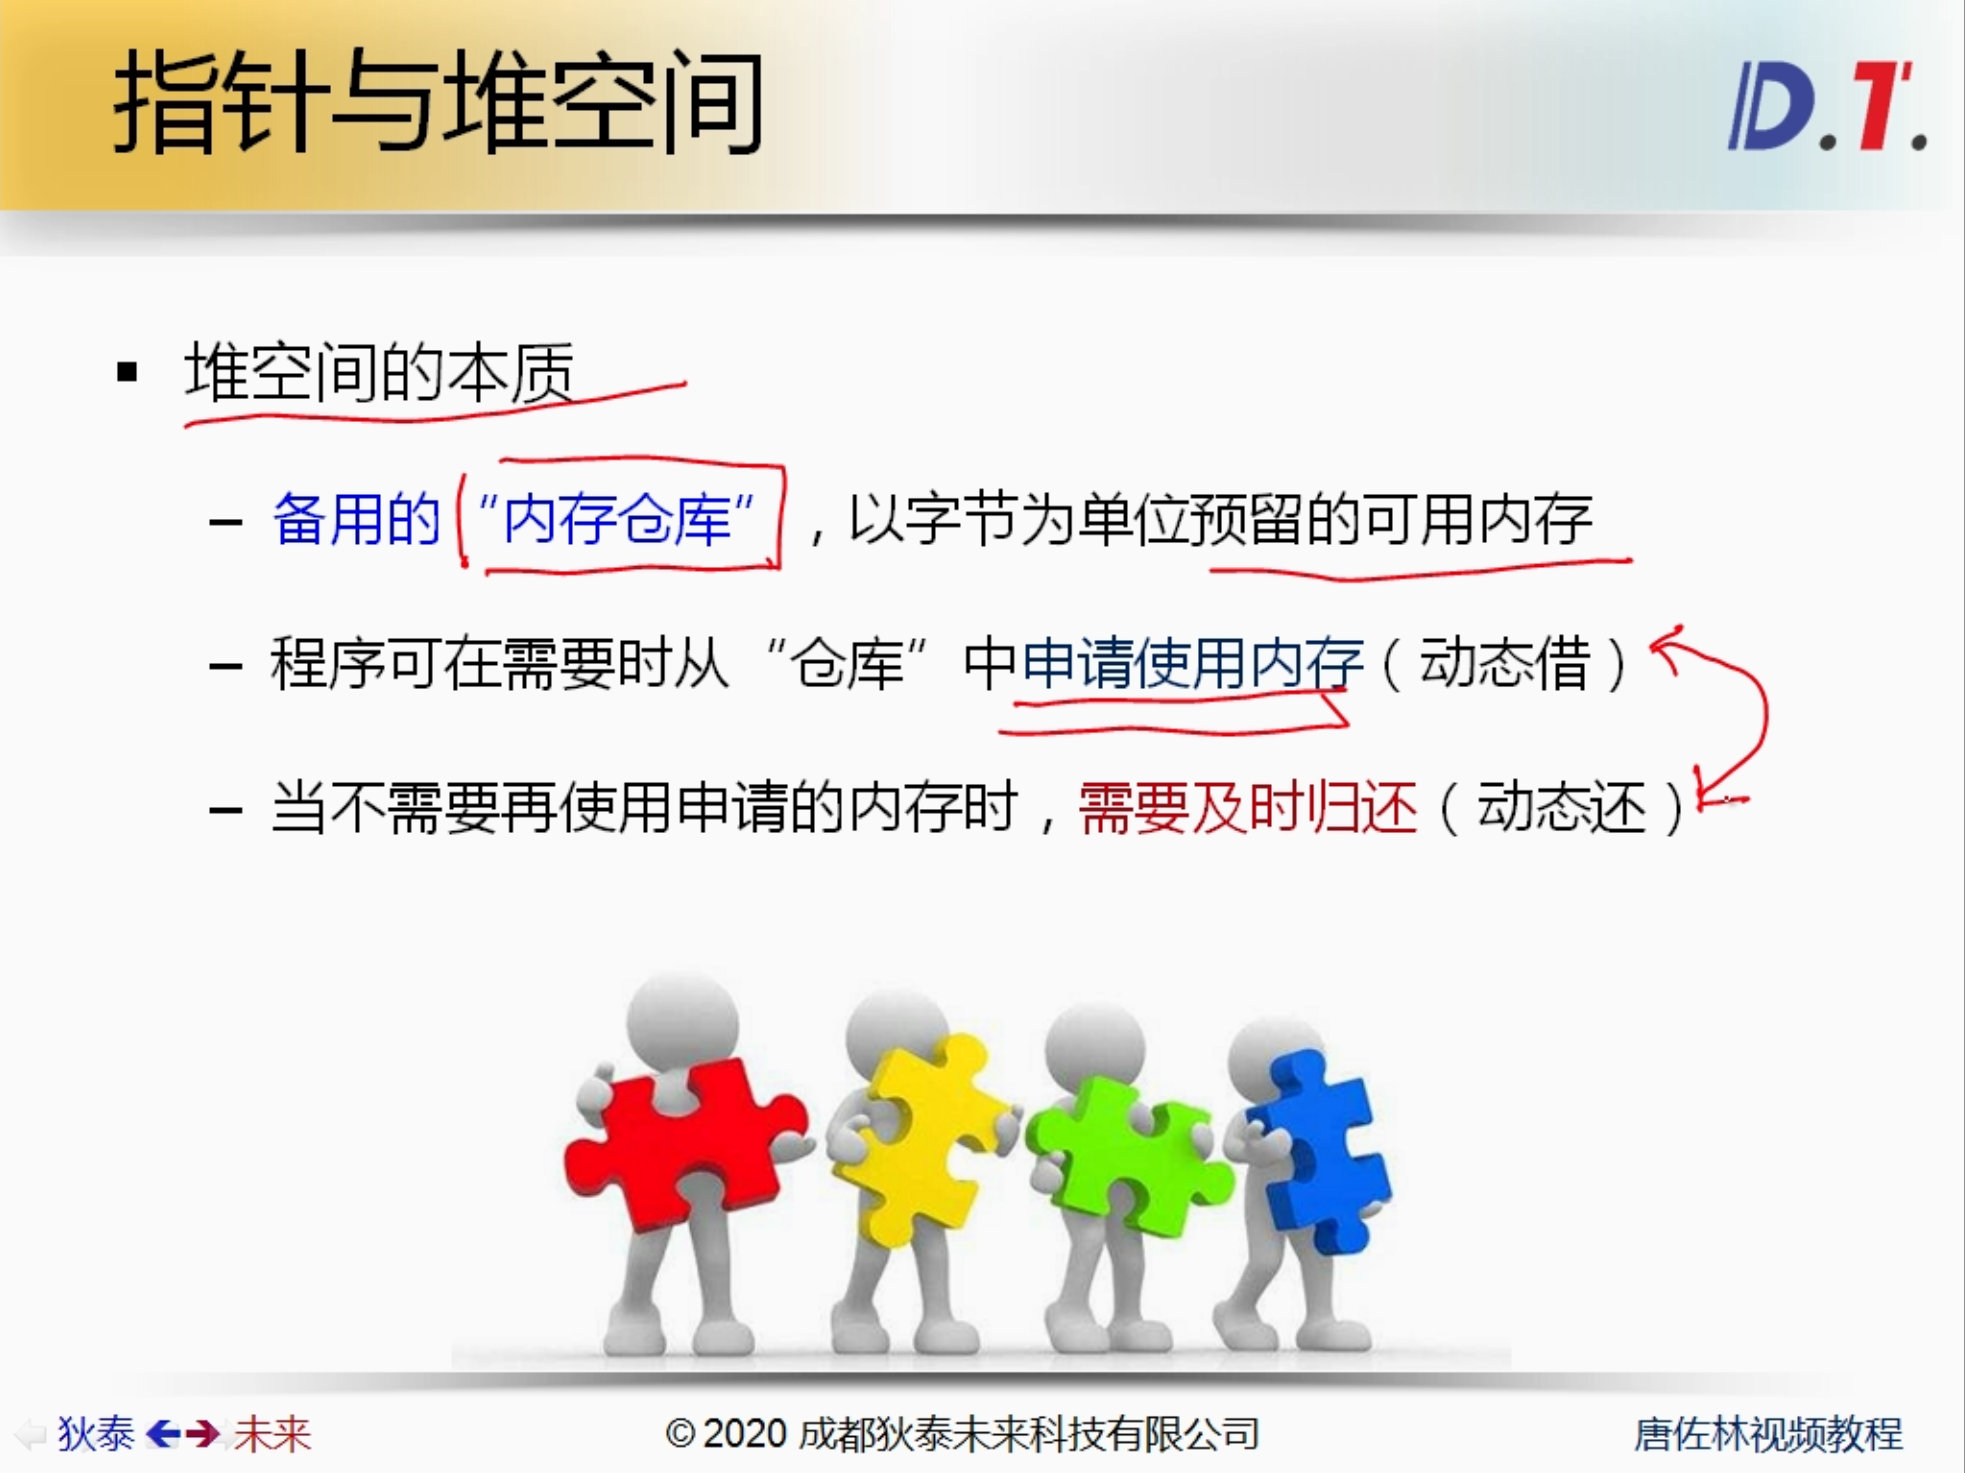 指针与堆空间
D.T.
▪ 堆空间的本质
– 备用的“内存仓库”，以字节为单位预留的可用内存
– 程序可在需要时从“仓库”中申请使用内存（动态借）
– 当不需要再使用申请的内存时，需要及时归还（动态还）
狄泰 未来
© 2020 成都狄泰未来科技有限公司
唐佐林视频教程